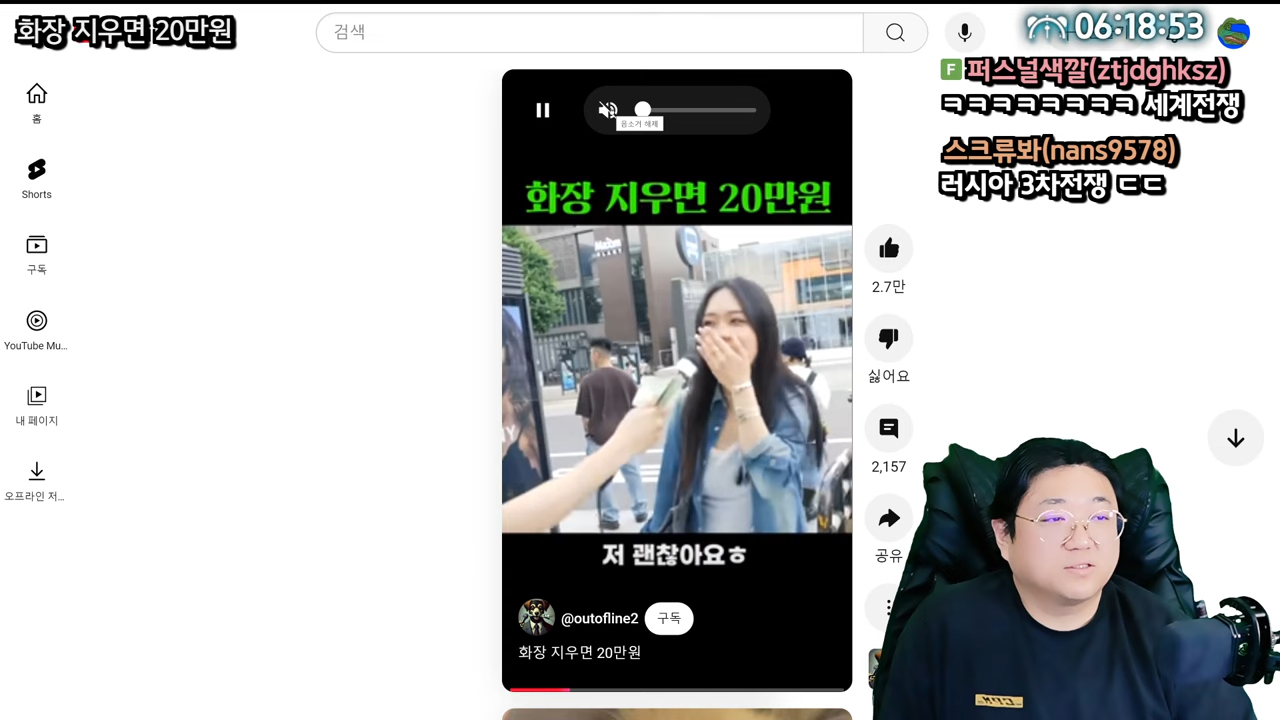 화장 지우면 20만원
검색
06:18:53
F 퍼스널색깔(ztjdghksz)
ㅋㅋㅋㅋㅋㅋㅋㅋ 세계전쟁
스크류봐(nans9578)
러시아 3차전쟁 ㄷㄷ
홈
Shorts
구독
YouTube Mu...
내 페이지
오프라인 저...
음소거 해제
화장 지우면 20만원
저 괜찮아요ㅎ
@outofline2
구독
화장 지우면 20만원
2.7만
싫어요
2,157
공유